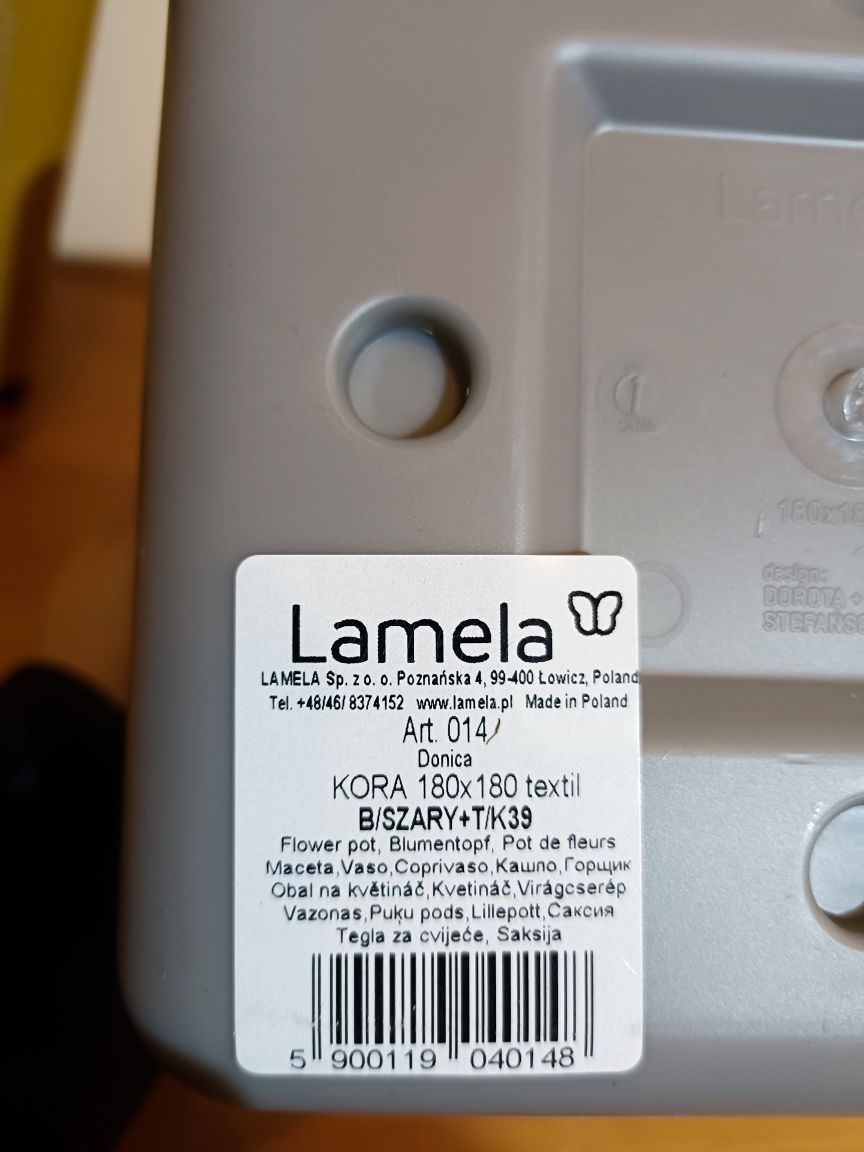 Lamela
LAMELA Sp. z o. o. Poznańska 4, 99-400 Łowicz, Poland
Tel. +48/46/ 8374152 www.lamela.pl Made in Poland
Art. 014
Donica
KORA 180x180 textil
B/SZARY+T/K39
Flower pot, Blumentopf, Pot de fleurs
Maceta,Vaso,Coprivaso,Кашпо,Горщик
Obal na květináč,Kvetináč,Virágcserép
Vazonas,Puķu pods,Lillepott,Саксия
Tegla za cvijeće, Saksija
5 900119 040148
design:
DOROTA